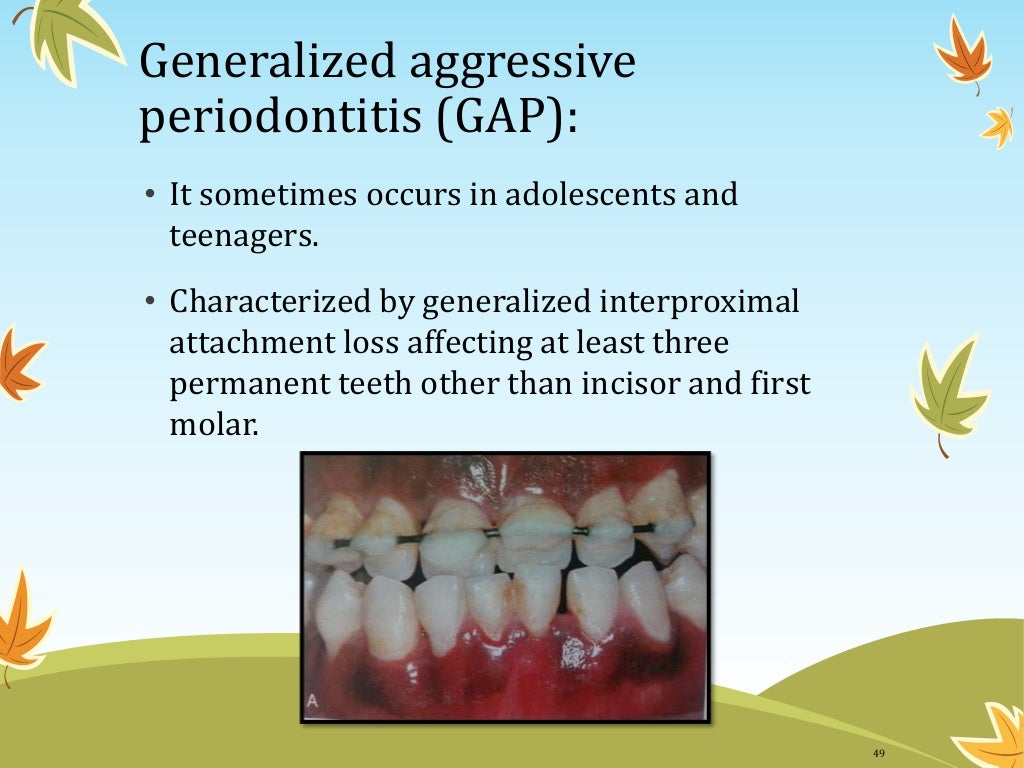 Generalized aggressive
periodontitis (GAP):
• It sometimes occurs in adolescents and
teenagers.
• Characterized by generalized interproximal
attachment loss affecting at least three
permanent teeth other than incisor and first
molar.
A
49